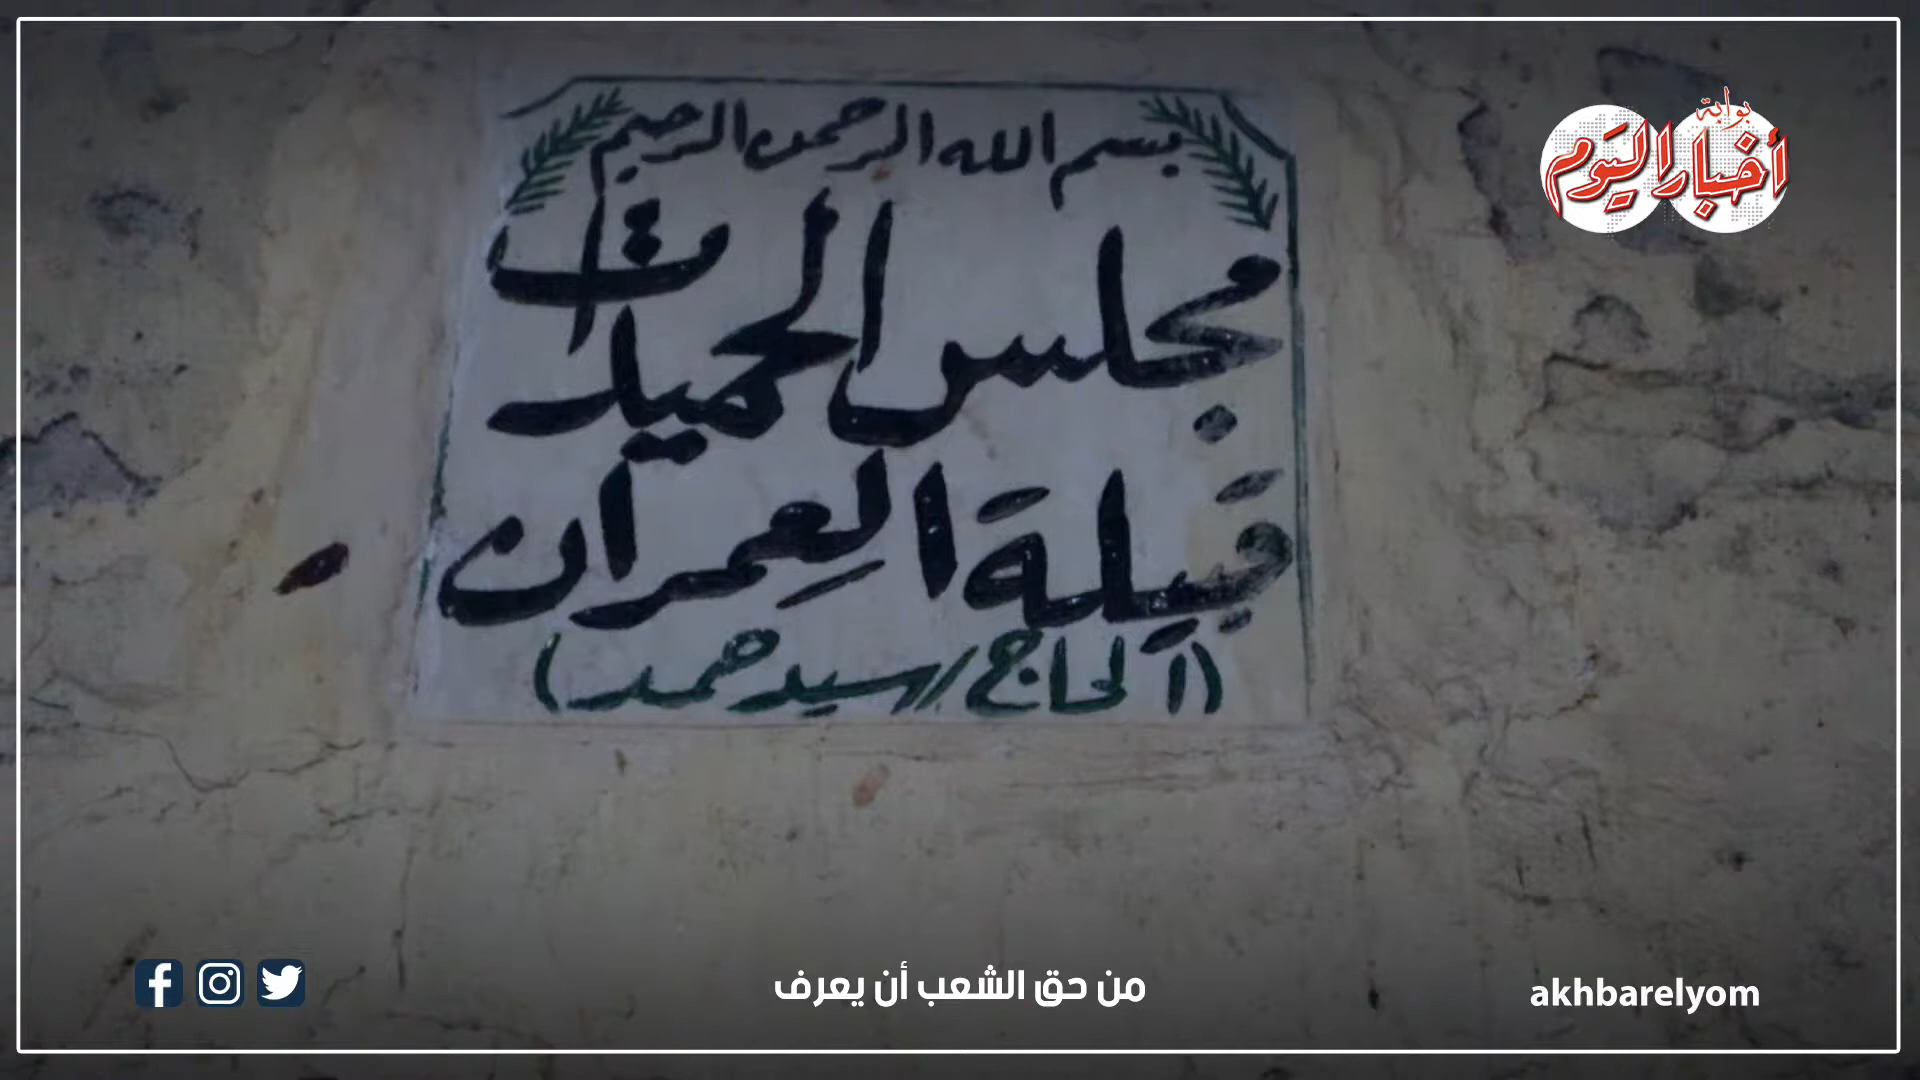 بوابة
أخبار اليوم
بسم الله الرحمن الرحيم
مجلس الحميدات
قبيلة العمران
(الحاج / سيد حمد)
من حق الشعب أن يعرف
akhbarelyom